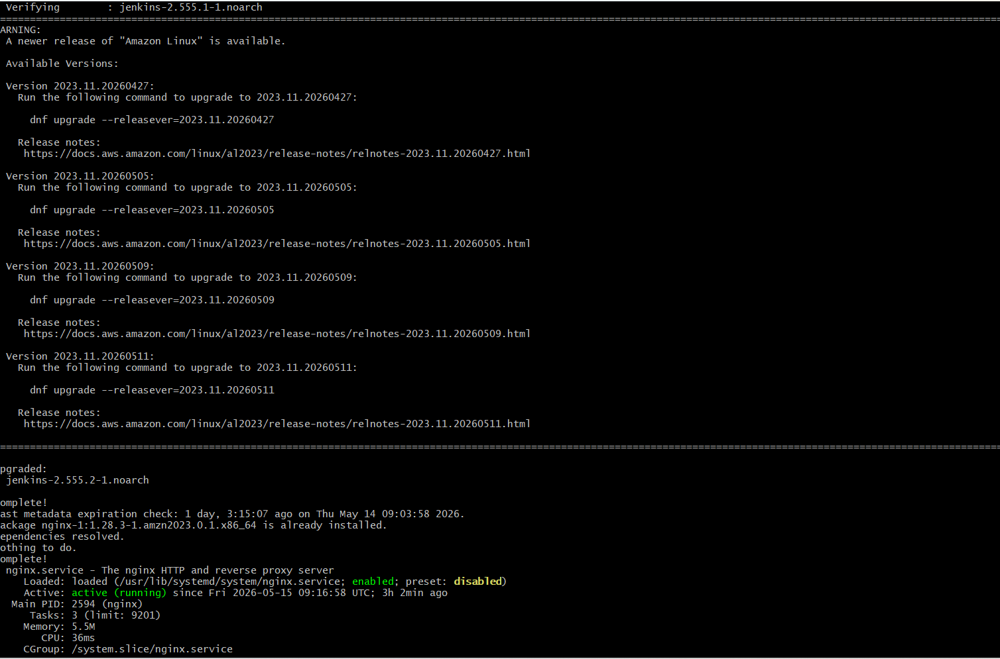 Verifying        : jenkins-2.555.1-1.noarch
================================================================================================================================================================________
ARNING:
 A newer release of "Amazon Linux" is available.
 Available Versions:
 Version 2023.11.20260427:
   Run the following command to upgrade to 2023.11.20260427:
     dnf upgrade --releasever=2023.11.20260427
   Release notes:
    https://docs.aws.amazon.com/linux/al2023/release-notes/relnotes-2023.11.20260427.html
 Version 2023.11.20260505:
   Run the following command to upgrade to 2023.11.20260505:
     dnf upgrade --releasever=2023.11.20260505
   Release notes:
    https://docs.aws.amazon.com/linux/al2023/release-notes/relnotes-2023.11.20260505.html
 Version 2023.11.20260509:
   Run the following command to upgrade to 2023.11.20260509:
     dnf upgrade --releasever=2023.11.20260509
   Release notes:
    https://docs.aws.amazon.com/linux/al2023/release-notes/relnotes-2023.11.20260509.html
 Version 2023.11.20260511:
   Run the following command to upgrade to 2023.11.20260511:
     dnf upgrade --releasever=2023.11.20260511
   Release notes:
    https://docs.aws.amazon.com/linux/al2023/release-notes/relnotes-2023.11.20260511.html
================================================================================================================================================================
pgraded:
 jenkins-2.555.2-1.noarch
omplete!
ast metadata expiration check: 1 day, 3:15:07 ago on Thu May 14 09:03:58 2026.
ackage nginx-1:1.28.3-1.amzn2023.0.1.x86_64 is already installed.
ependencies resolved.
othing to do.
omplete!
 nginx.service - The nginx HTTP and reverse proxy server
    Loaded: loaded (/usr/lib/systemd/system/nginx.service; enabled; preset: disabled)
    Active: active (running) since Fri 2026-05-15 09:16:58 UTC; 3h 2min ago
  Main PID: 2594 (nginx)
     Tasks: 3 (limit: 9201)
    Memory: 5.5M
       CPU: 36ms
    CGroup: /system.slice/nginx.service